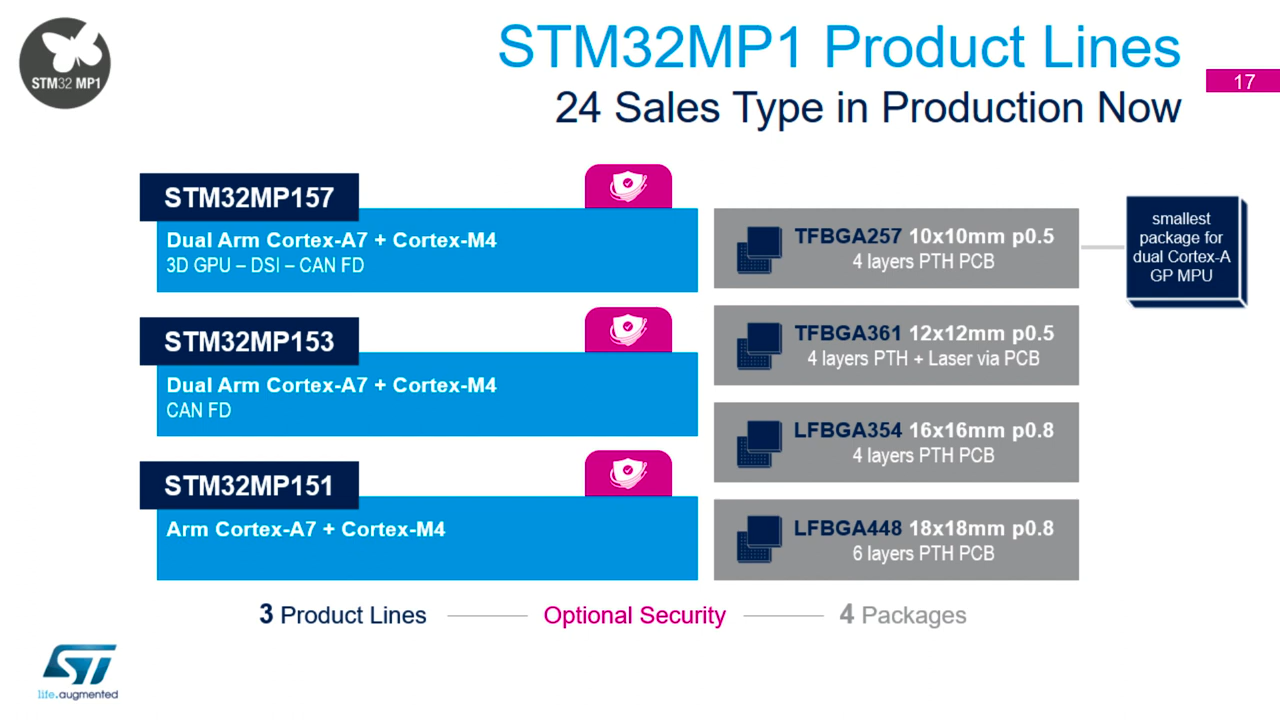 STM32 MP1
STM32MP1 Product Lines
24 Sales Type in Production Now
17
STM32MP157
Dual Arm Cortex-A7 + Cortex-M4
3D GPU – DSI – CAN FD
STM32MP153
Dual Arm Cortex-A7 + Cortex-M4
CAN FD
STM32MP151
Arm Cortex-A7 + Cortex-M4
TFBGA257 10x10mm p0.5
4 layers PTH PCB
TFBGA361 12x12mm p0.5
4 layers PTH + Laser via PCB
LFBGA354 16x16mm p0.8
4 layers PTH PCB
LFBGA448 18x18mm p0.8
6 layers PTH PCB
smallest
package for
dual Cortex-A
GP MPU
3 Product Lines
Optional Security
4 Packages
ST
life.augmented